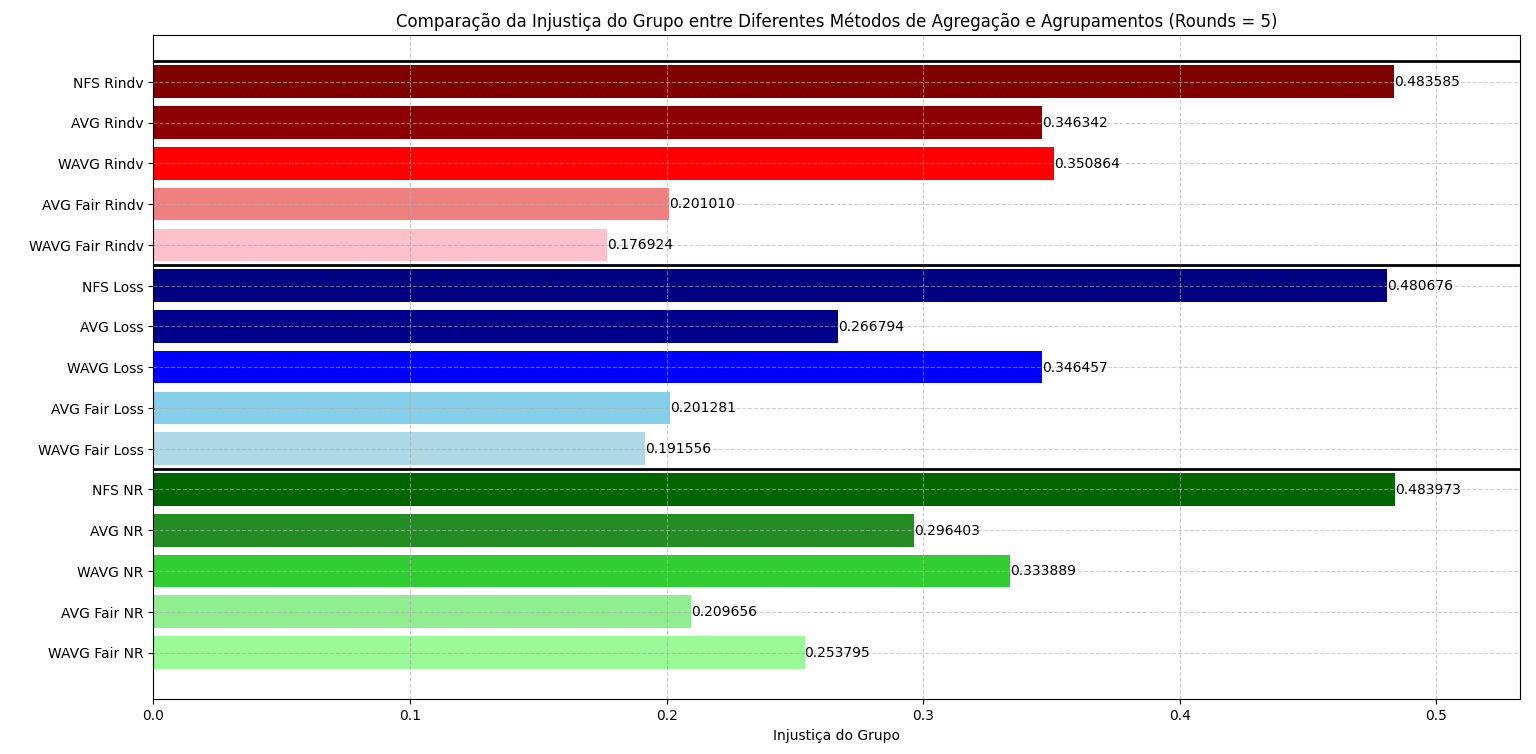 Comparação da Injustiça do Grupo entre Diferentes Métodos de Agregação e Agrupamentos (Rounds = 5)
NFS Rindv 0.483585
AVG Rindv 0.346342
WAVG Rindv 0.350864
AVG Fair Rindv 0.201010
WAVG Fair Rindv 0.176924
NFS Loss 0.480676
AVG Loss 0.266794
WAVG Loss 0.346457
AVG Fair Loss 0.201281
WAVG Fair Loss 0.191556
NFS NR 0.483973
AVG NR 0.296403
WAVG NR 0.333889
AVG Fair NR 0.209656
WAVG Fair NR 0.253795
0.0 0.1 0.2 0.3 0.4 0.5
Injustiça do Grupo